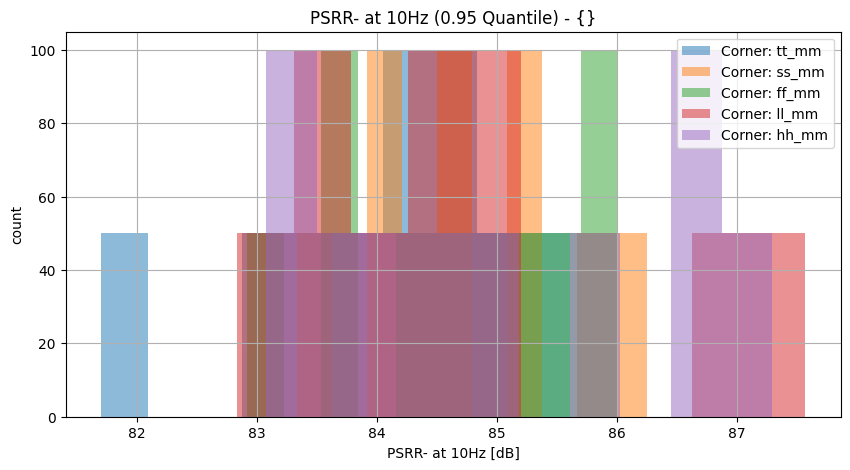 PSRR- at 10Hz (0.95 Quantile) - {}
100
80
60
40
20
0
count
82
83
84
85
86
87
PSRR- at 10Hz [dB]
Corner: tt_mm
Corner: ss_mm
Corner: ff_mm
Corner: ll_mm
Corner: hh_mm